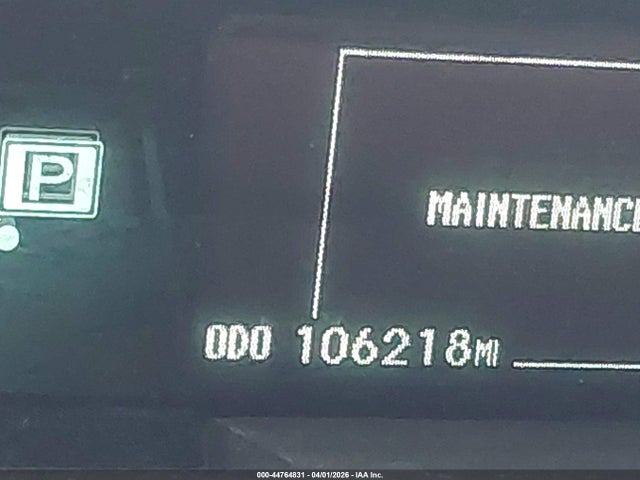 P
MAINTENANCE
ODO 106218MI
000-44764831 - 04/01/2026 - IAA Inc.